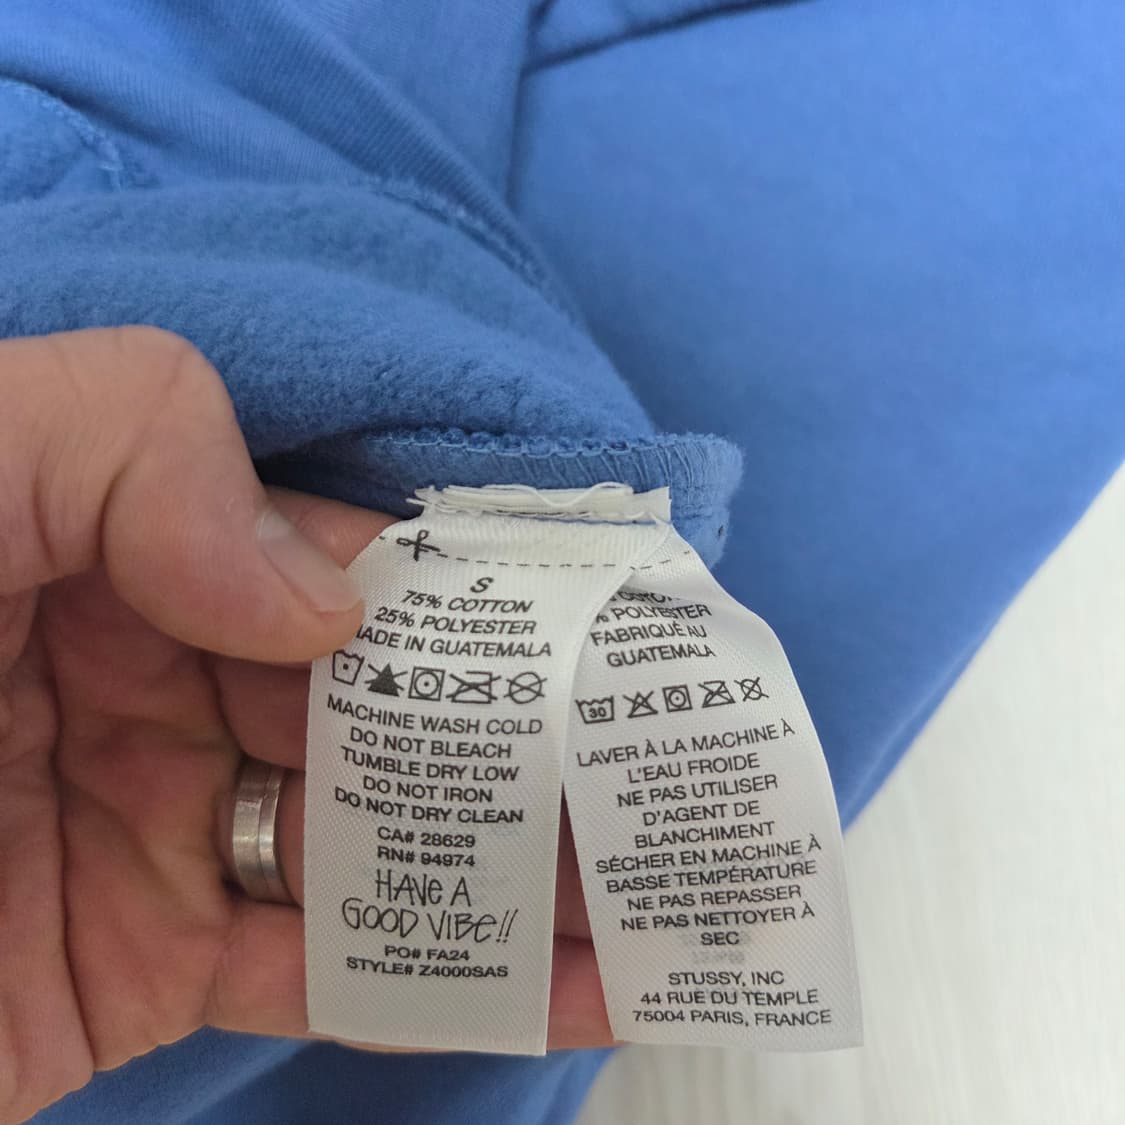 S
75% COTTON
25% POLYESTER
MADE IN GUATEMALA
MACHINE WASH COLD
DO NOT BLEACH
TUMBLE DRY LOW
DO NOT IRON
DO NOT DRY CLEAN
CA# 28629
RN# 94974
HAVE A
GOOD VIBE!!
PO# FA24
STYLE# Z4000SAS
% POLYESTER
FABRIQUÉ AU
GUATEMALA
30
LAVER À LA MACHINE À
L'EAU FROIDE
NE PAS UTILISER
D'AGENT DE
BLANCHIMENT
SÉCHER EN MACHINE À
BASSE TEMPÉRATURE
NE PAS REPASSER
NE PAS NETTOYER À
SEC
STUSSY, INC
44 RUE DU TEMPLE
75004 PARIS, FRANCE